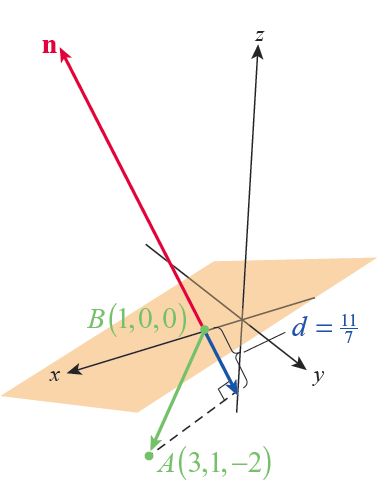 z
n
B(1,0,0)
d = 11/7
x
y
A(3,1,−2)